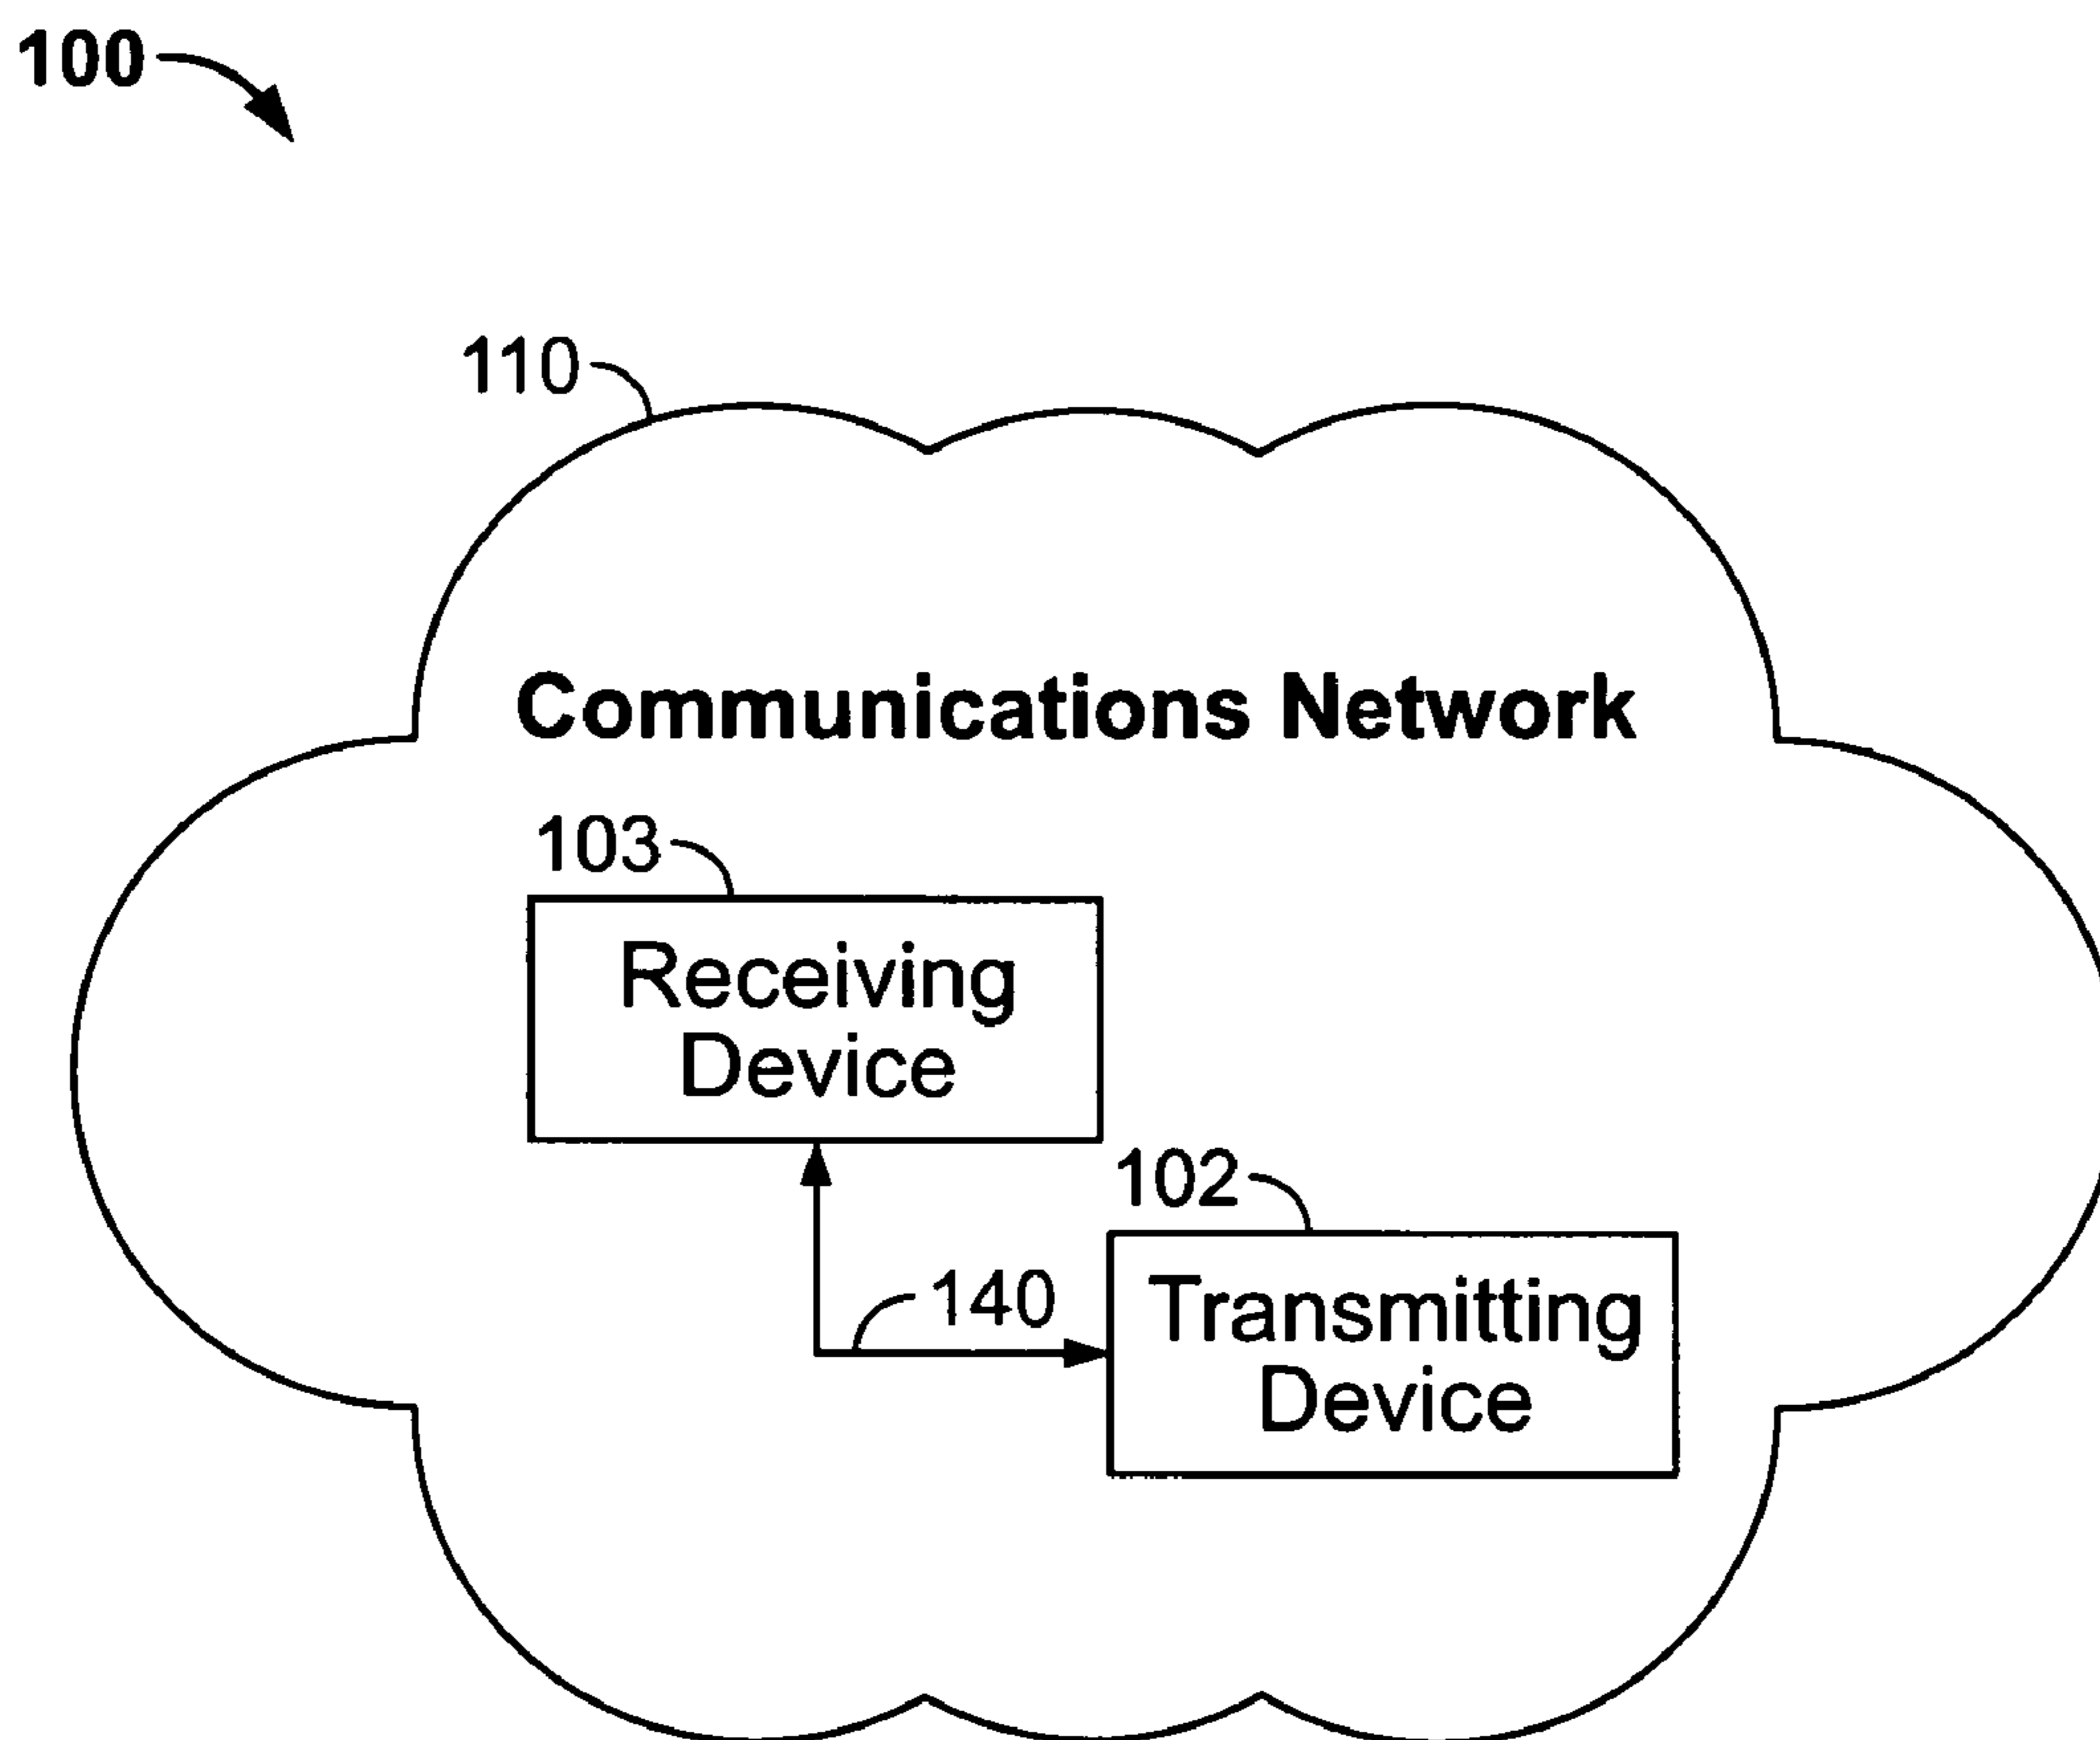 100
110
Communications Network
103
Receiving
Device
102
140
Transmitting
Device